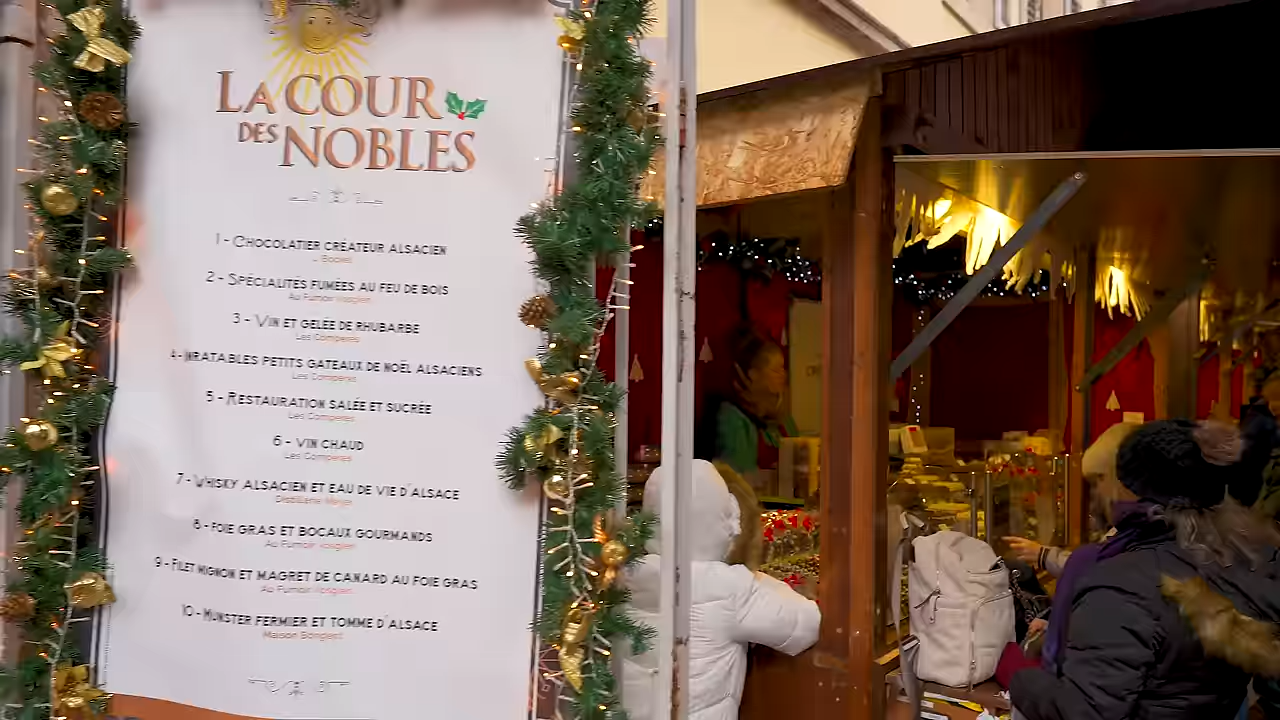 LA COUR
DES NOBLES
1 - CHOCOLATIER CRÉATEUR ALSACIEN
2 - SPÉCIALITÉS FUMÉES AU FEU DE BOIS
Au Fumoir Vosgien
3 - VIN ET GELÉE DE RHUBARBE
Les Compères
PETITS GATEAUX DE NOËL ALSACIENS
Les Compères
5 - RESTAURATION SALÉE ET SUCRÉE
Les Compères
6 - VIN CHAUD
Les Compères
7 - WHISKY ALSACIEN ET EAU DE VIE D'ALSACE
Distillerie
8 - FOIE GRAS ET BOCAUX GOURMANDS
Au Fumoir Vosgien
9 - FILET MIGNON ET MAGRET DE CANARD AU FOIE GRAS
Au Fumoir Vosgien
10 - MUNSTER FERMIER ET TOMME D'ALSACE
Maison